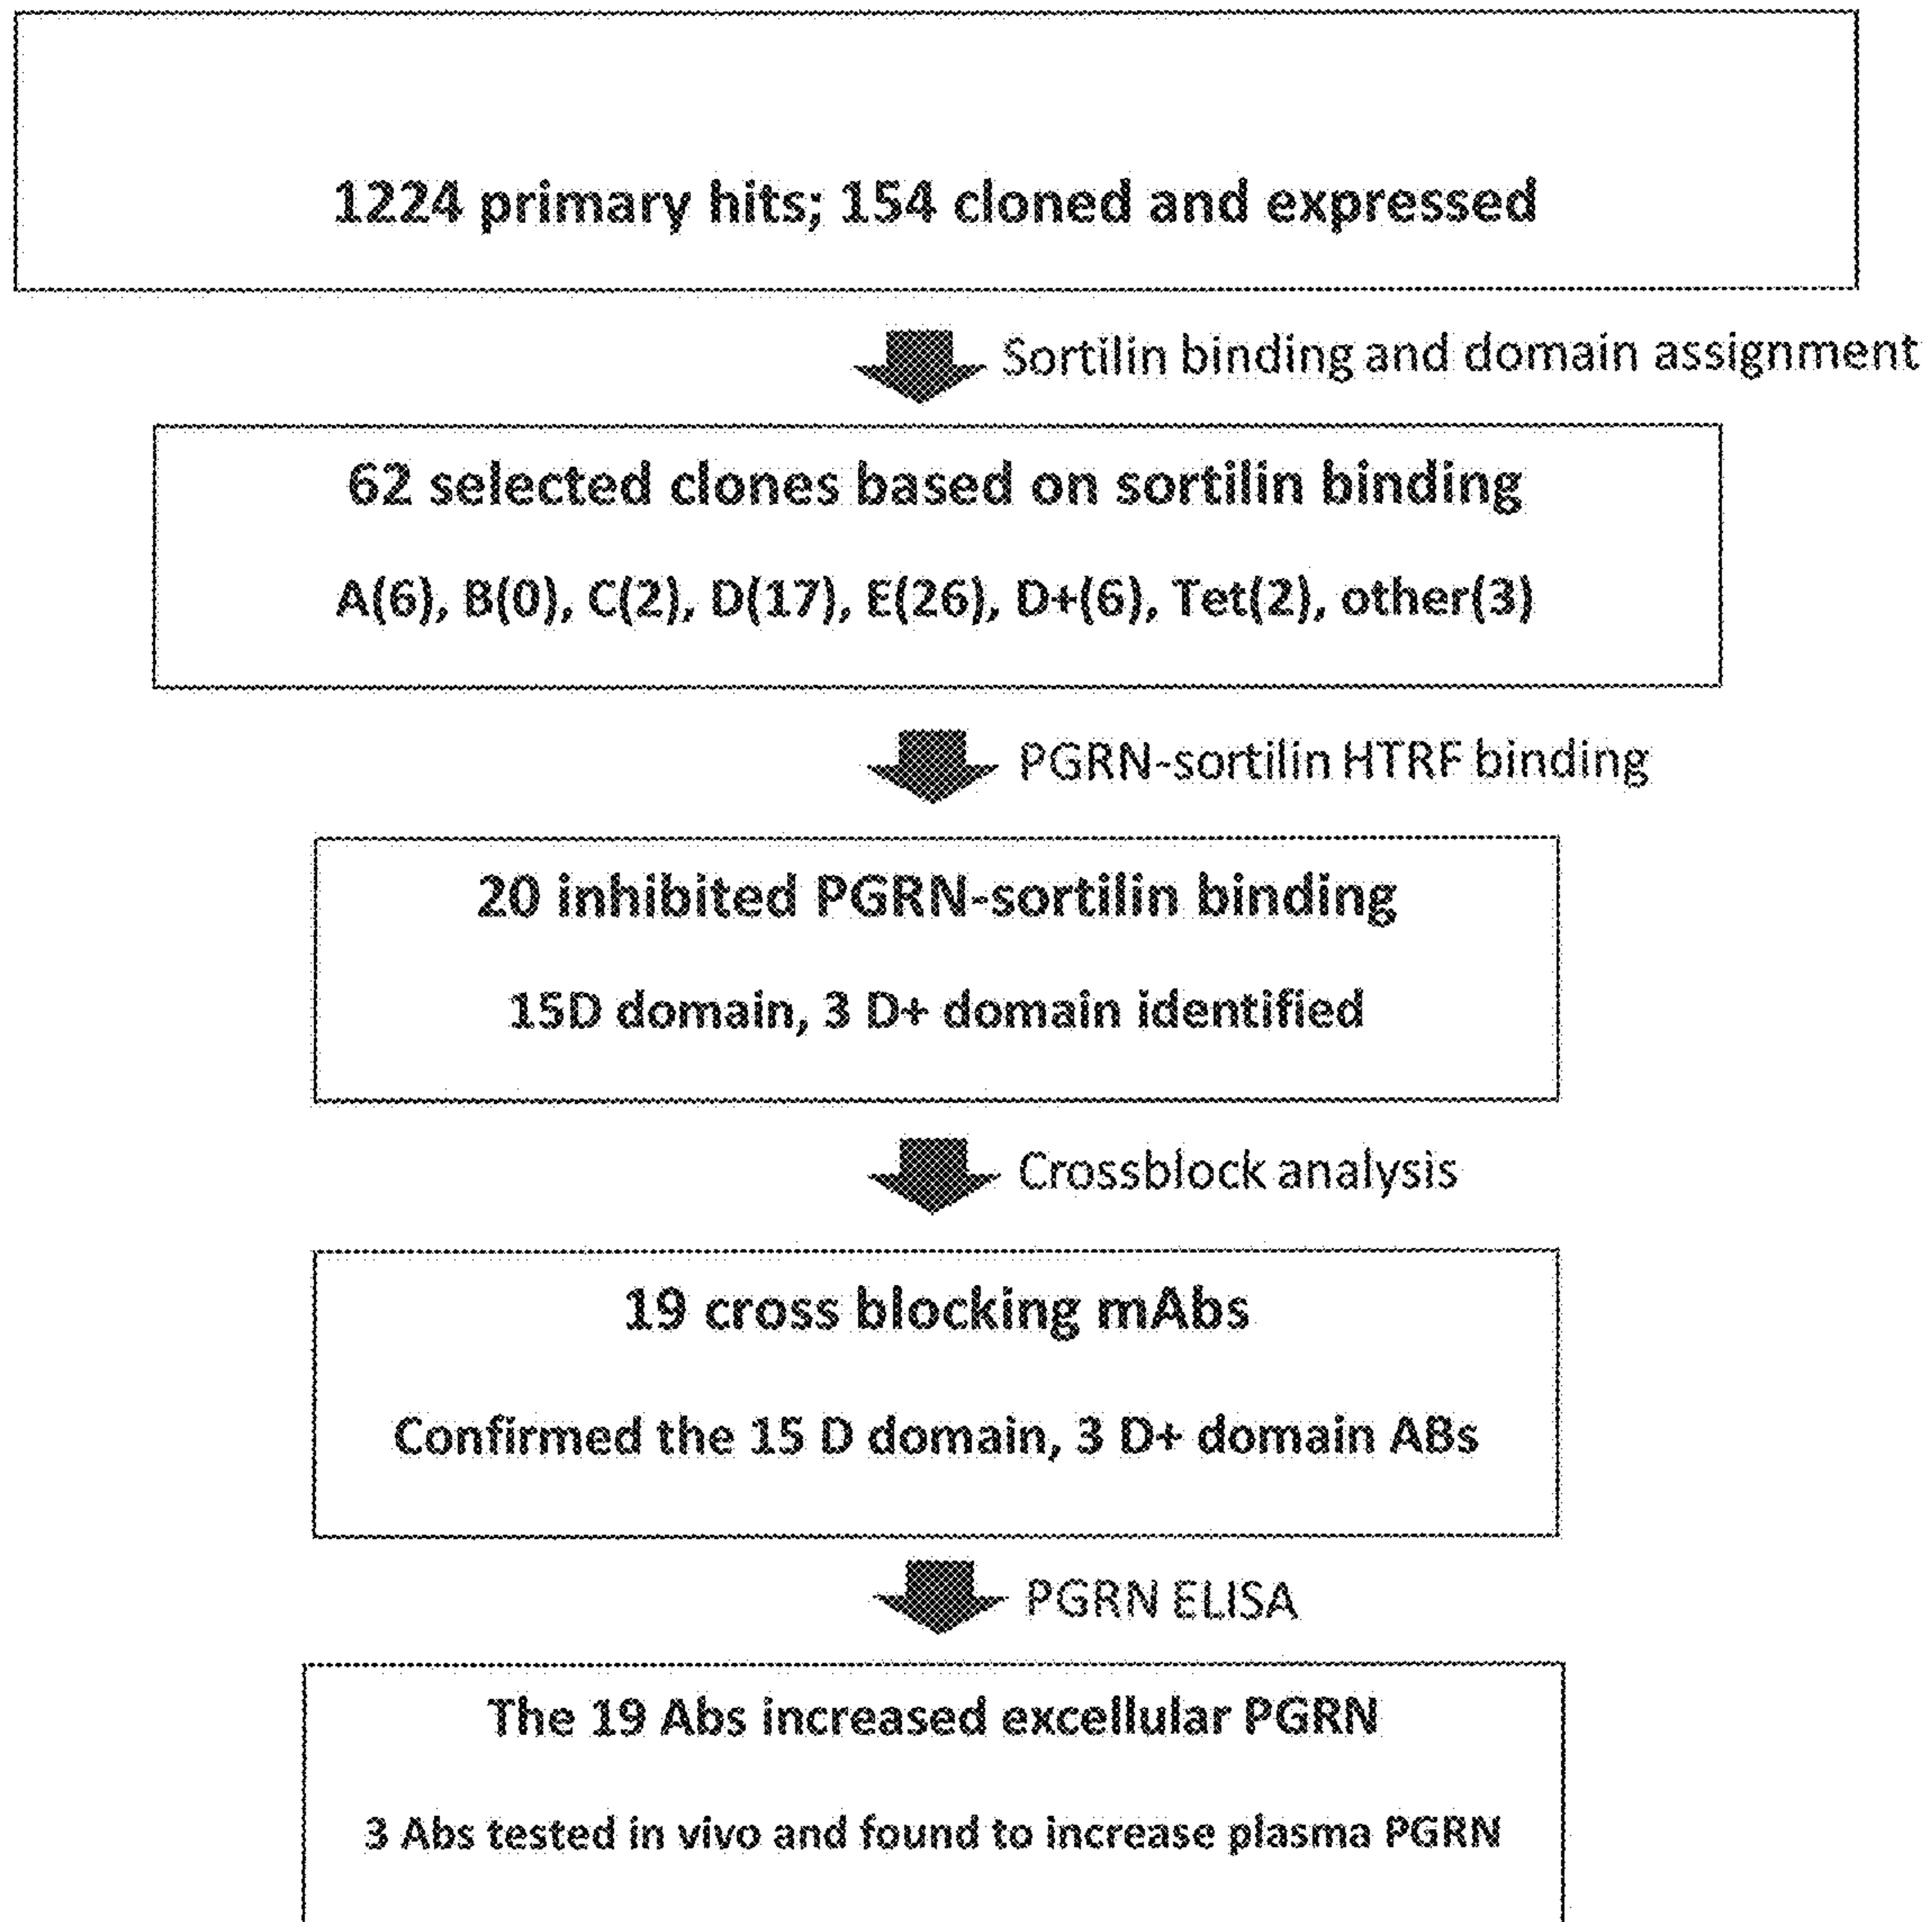 1224 primary hits; 154 cloned and expressed
Sortilin binding and domain assignment
62 selected clones based on sortilin binding
A(6), B(0), C(2), D(17), E(26), D+(6), Tet(2), other(3)
PGRN-sortilin HTRF binding
20 inhibited PGRN-sortilin binding
15D domain, 3 D+ domain identified
Crossblock analysis
19 cross blocking mAbs
Confirmed the 15 D domain, 3 D+ domain ABs
PGRN ELISA
The 19 Abs increased excellular PGRN
3 Abs tested in vivo and found to increase plasma PGRN